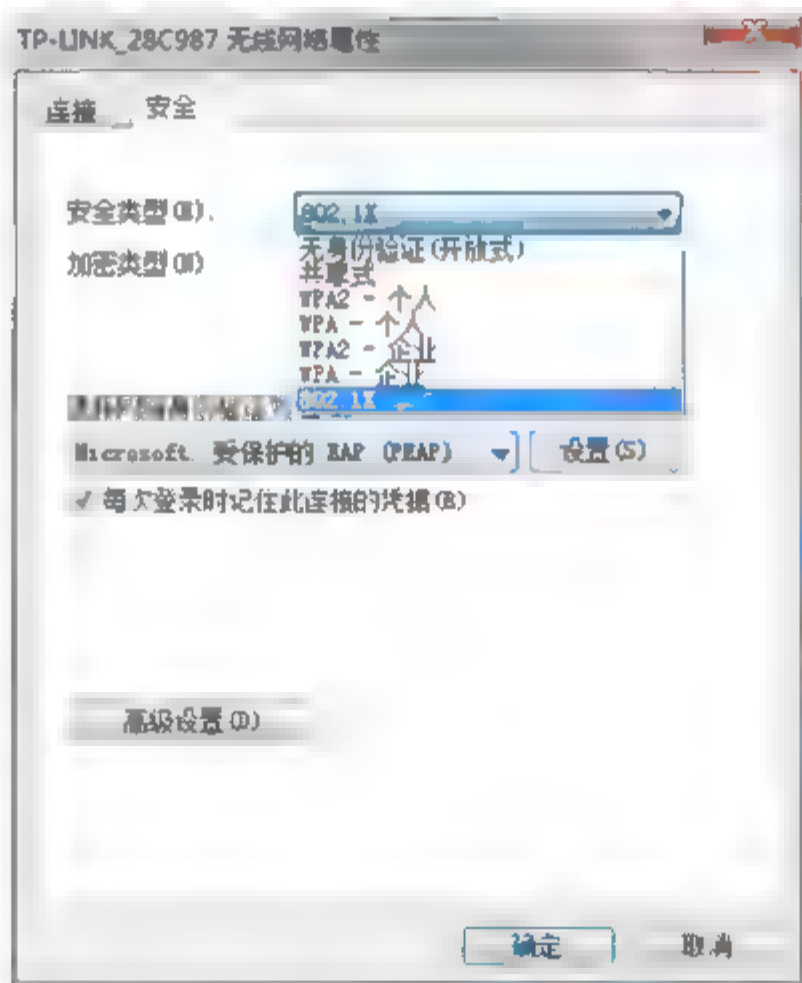 TP-LINK_28C987 无线网络属性
连接 安全
安全类型(E). 802.1X
加密类型(N)
无身份验证(开放式)
共享式
WPA2 - 个人
WPA - 个人
WPA2 - 企业
WPA - 企业
802.1X
Microsoft. 受保护的 EAP (PEAP) 设置(S)
每次登录时记住此连接的凭据(R)
高级设置(D)
确定 取消